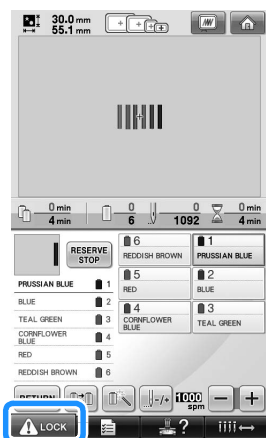 30.0 mm
55.1 mm
0 min
4 min
0
6
0
1092
0 min
4 min
RESERVE
STOP
PRUSSIAN BLUE 1
BLUE 2
TEAL GREEN 3
CORNFLOWER
BLUE 4
RED 5
REDDISH BROWN 6
6
REDDISH BROWN
1
PRUSSIAN BLUE
5
RED
2
BLUE
4
CORNFLOWER
BLUE
3
TEAL GREEN
RETURN
-/+
1000
spm
LOCK
?